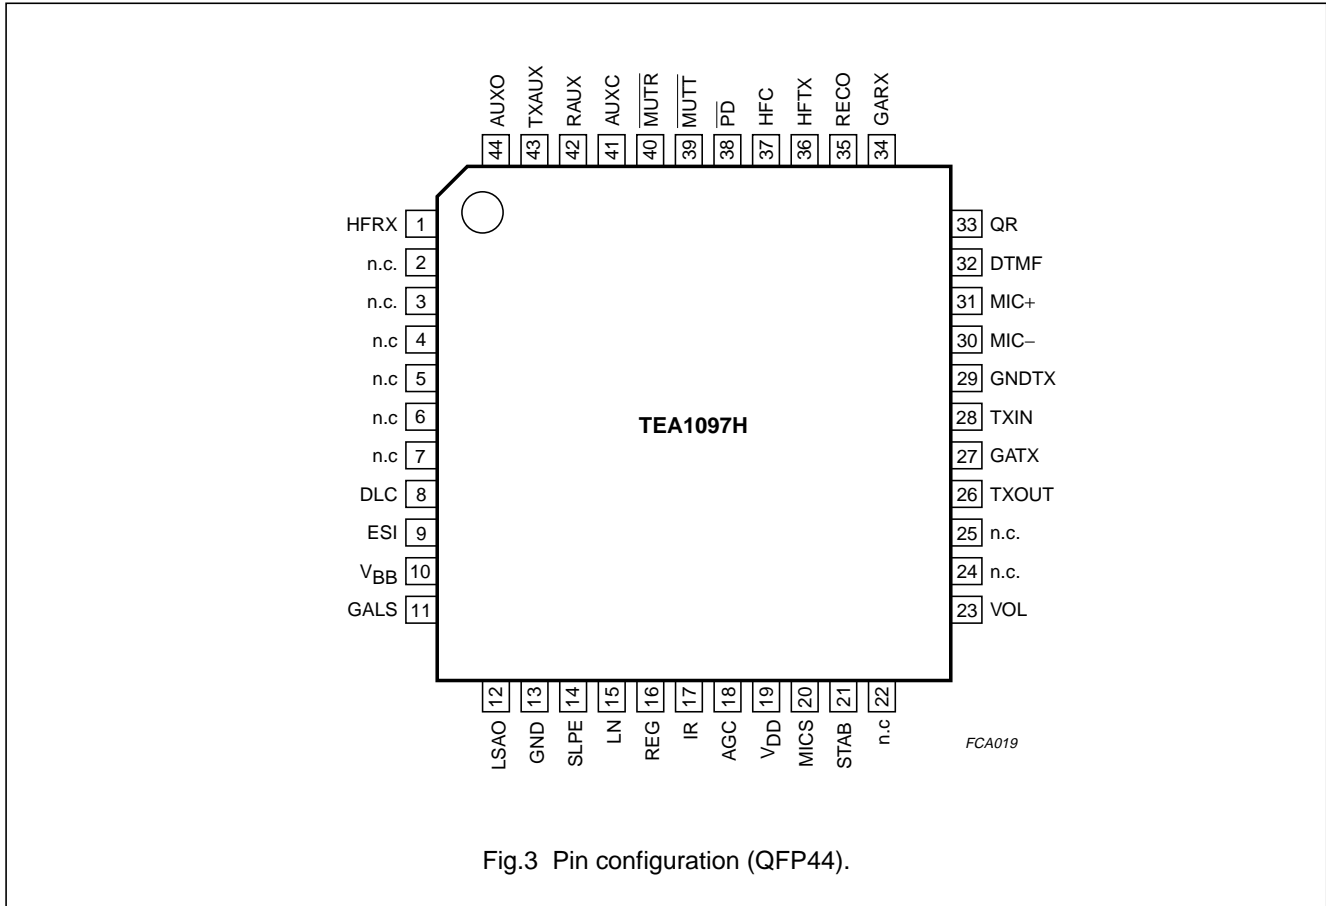 AUXO
TXAUX
RAUX
AUXC
MUTR
MUTT
PD
HFC
HFTX
RECO
GARX
44
43
42
41
40
39
38
37
36
35
34
HFRX 1
n.c. 2
n.c. 3
n.c 4
n.c 5
n.c 6
n.c 7
DLC 8
ESI 9
VBB 10
GALS 11
TEA1097H
33 QR
32 DTMF
31 MIC+
30 MIC−
29 GNDTX
28 TXIN
27 GATX
26 TXOUT
25 n.c.
24 n.c.
23 VOL
12
13
14
15
16
17
18
19
20
21
22
LSAO
GND
SLPE
LN
REG
IR
AGC
VDD
MICS
STAB
n.c
FCA019
Fig.3 Pin configuration (QFP44).